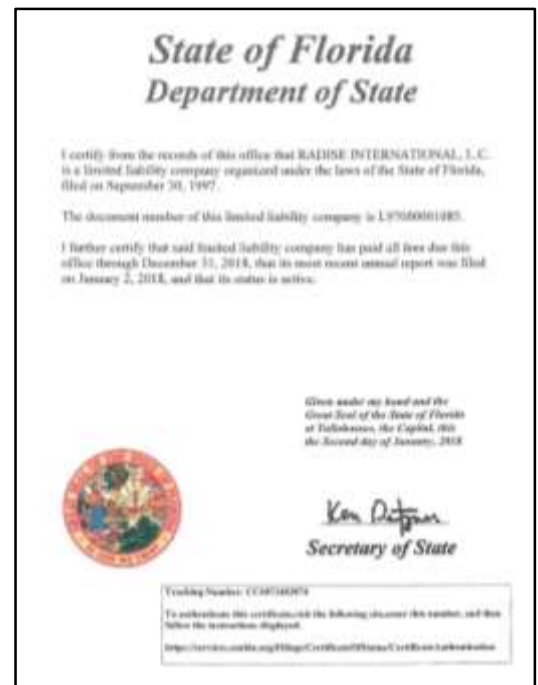 State of Florida
Department of State
I certify from the records of this office that RADISE INTERNATIONAL, L.C.
is a limited liability company organized under the laws of the State of Florida,
filed on September 30, 1997.
The document number of this limited liability company is
I further certify that said limited liability company has paid all fees due this
office through December 31, 2018, that its most recent annual report was filed
on January 2, 2018, and that its status is active.
Given under my hand and the
Great Seal of the State of Florida
at Tallahassee, the Capital, this
the Second day of January, 2018
Ken Detzner
Secretary of State
Tracking Number:
To authenticate this certificate,visit the following site,enter this number, and then
follow the instructions displayed.